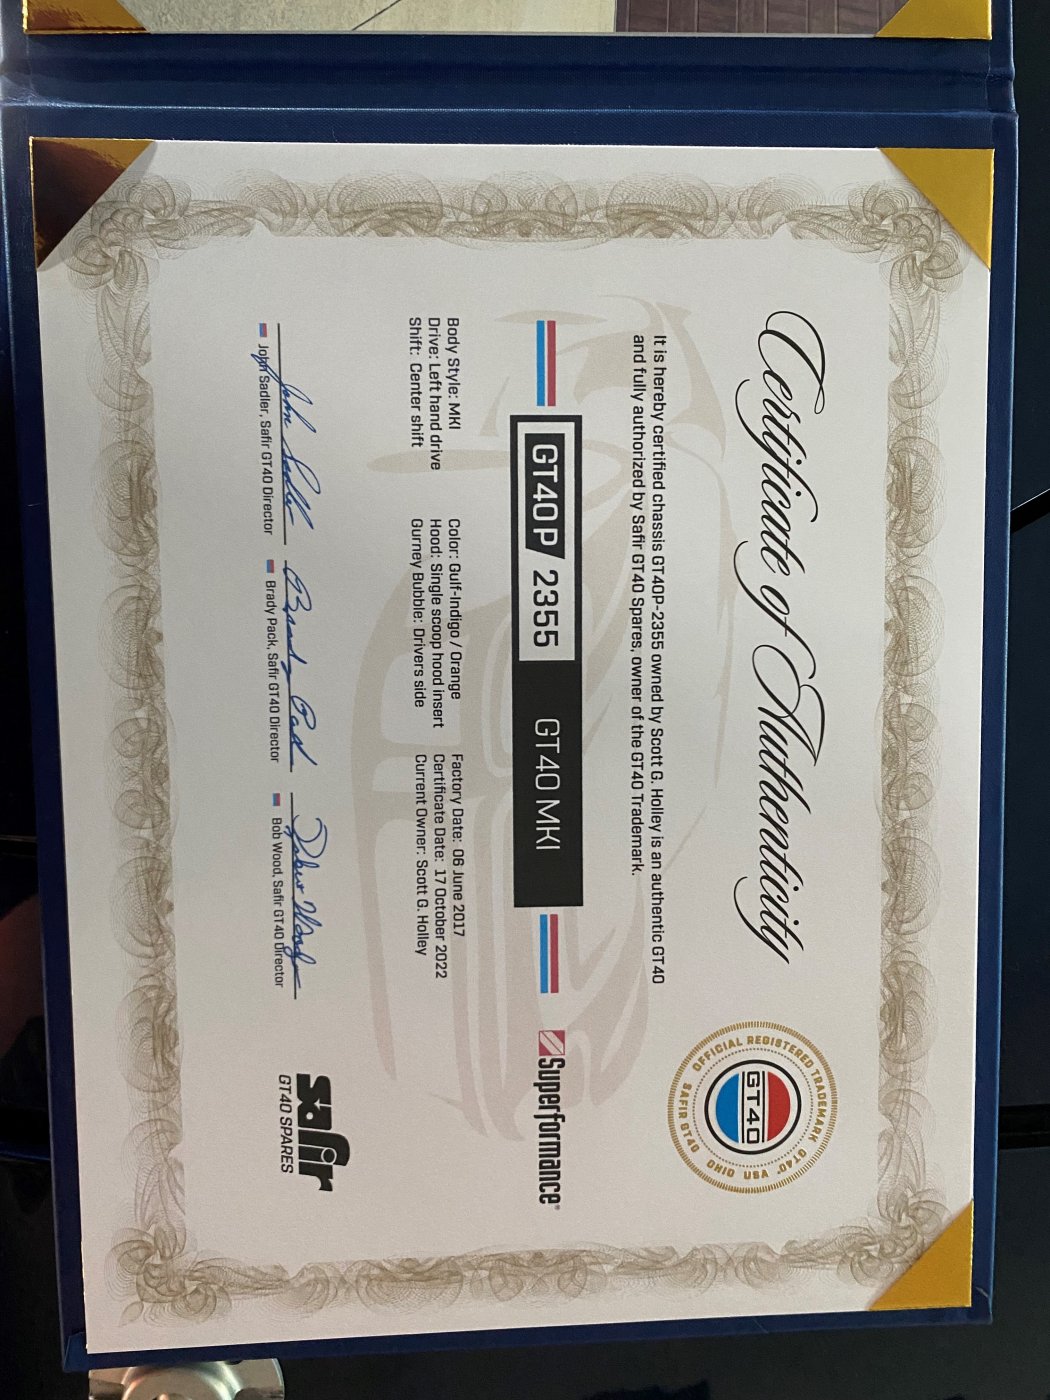 Certificate of Authenticity
OFFICIAL REGISTERED TRADEMARK
GT40
SAFIR GT40 OHIO USA GT40®
It is hereby certified chassis GT40P-2355 owned by Scott G. Holley is an authentic GT40
and fully authorized by Safir GT40 Spares, owner of the GT40 Trademark.
GT40 P/ 2355 GT40 MKI
Superformance®
Body Style: MKI
Drive: Left hand drive
Shift: Center shift
Color: Gulf-Indigo / Orange
Hood: Single scoop hood insert
Gurney Bubble: Drivers side
Factory Date: 06 June 2017
Certificate Date: 17 October 2022
Current Owner: Scott G. Holley
John Sadler, Safir GT40 Director
Brady Pack, Safir GT40 Director
Bob Wood, Safir GT40 Director
safir
GT40 SPARES